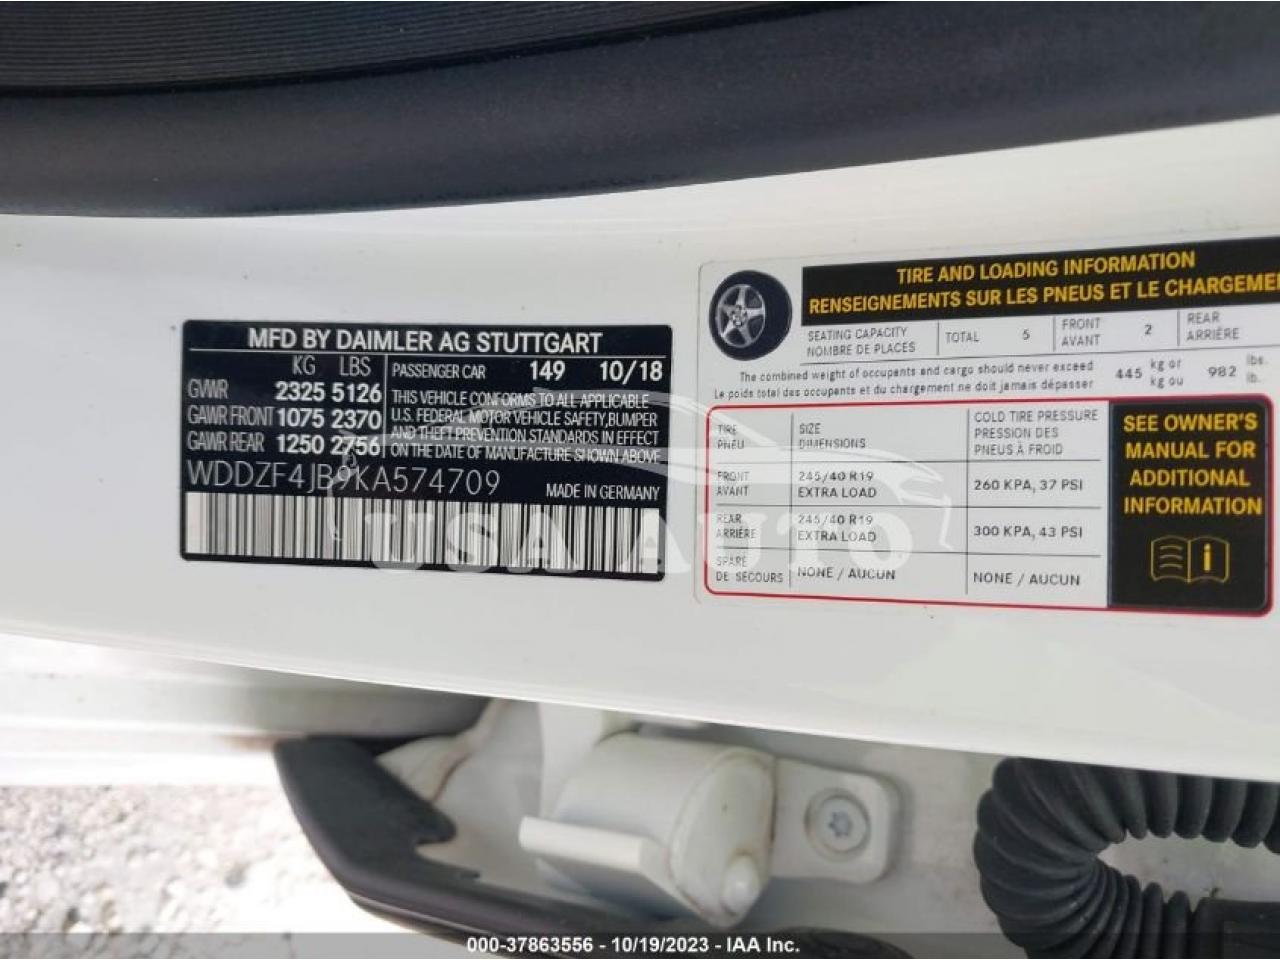 MFD BY DAIMLER AG STUTTGART
KG LBS
GVWR 2325 5126
GAWR FRONT 1075 2370
GAWR REAR 1250 2756
PASSENGER CAR 149 10/18
THIS VEHICLE CONFORMS TO ALL APPLICABLE
U.S. FEDERAL MOTOR VEHICLE SAFETY, BUMPER
AND THEFT PREVENTION STANDARDS IN EFFECT
ON THE DATE OF MANUFACTURE SHOWN ABOVE
WDDZF4JB9KA574709
MADE IN GERMANY
USA AUTO
TIRE AND LOADING INFORMATION
RENSEIGNEMENTS SUR LES PNEUS ET LE CHARGEME
SEATING CAPACITY
NOMBRE DE PLACES
TOTAL 5
FRONT
AVANT
2
REAR
ARRIÈRE
The combined weight of occupants and cargo should never exceed
Le poids total des occupants et du chargement ne doit jamais dépasser
445 kg or
kg ou
982 lbs.
lb.
TIRE
PNEU
SIZE
DIMENSIONS
COLD TIRE PRESSURE
PRESSION DES
PNEUS À FROID
FRONT
AVANT
245/40 R19
EXTRA LOAD
260 KPA, 37 PSI
REAR
ARRIÈRE
245/40 R19
EXTRA LOAD
300 KPA, 43 PSI
SPARE
DE SECOURS
NONE / AUCUN
NONE / AUCUN
SEE OWNER'S
MANUAL FOR
ADDITIONAL
INFORMATION
000-37863556 - 10/19/2023 - IAA Inc.